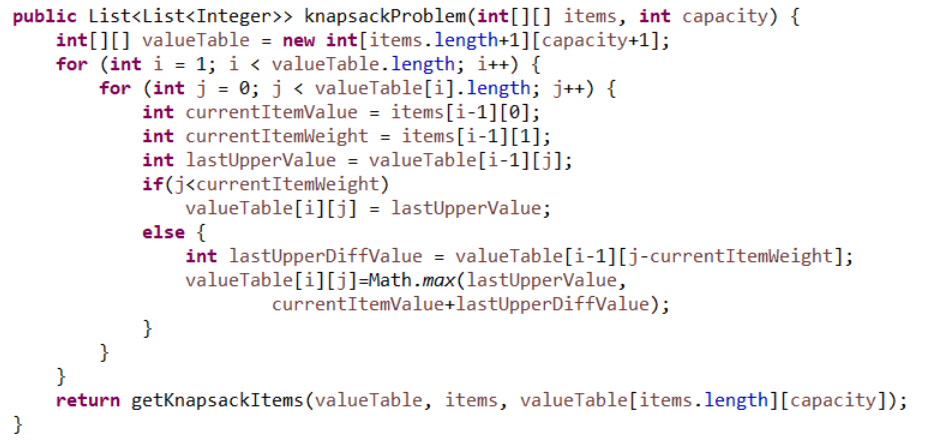 public List<List<Integer>> knapsackProblem(int[][] items, int capacity) {
    int[][] valueTable = new int[items.length+1][capacity+1];
    for (int i = 1; i < valueTable.length; i++) {
        for (int j = 0; j < valueTable[i].length; j++) {
            int currentItemValue = items[i-1][0];
            int currentItemWeight = items[i-1][1];
            int lastUpperValue = valueTable[i-1][j];
            if(j<currentItemWeight)
                valueTable[i][j] = lastUpperValue;
            else {
                int lastUpperDiffValue = valueTable[i-1][j-currentItemWeight];
                valueTable[i][j]=Math.max(lastUpperValue,
                        currentItemValue+lastUpperDiffValue);
            }
        }
    }
    return getKnapsackItems(valueTable, items, valueTable[items.length][capacity]);
}